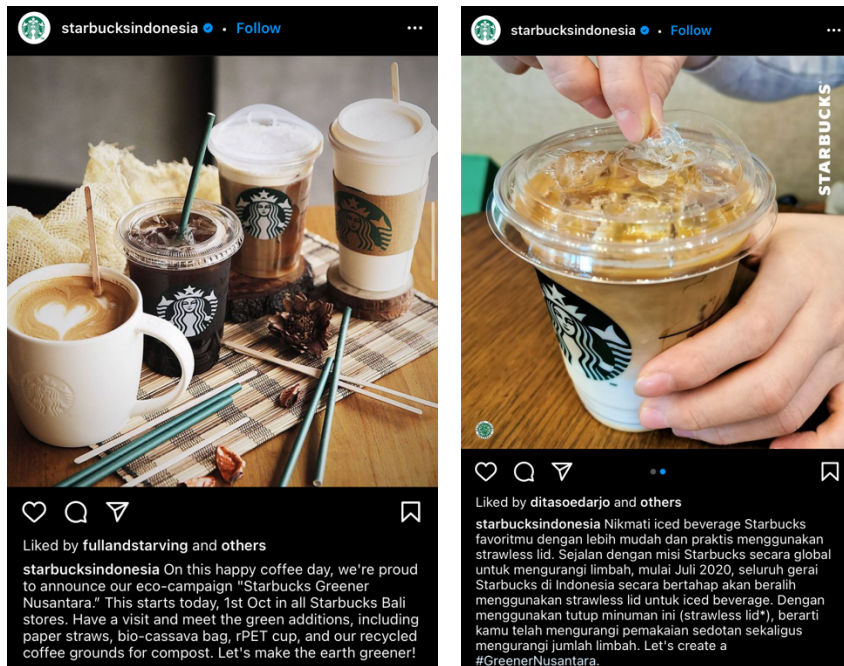 starbucksindonesia • Follow
Liked by fullandstarving and others
starbucksindonesia On this happy coffee day, we're proud
to announce our eco-campaign "Starbucks Greener
Nusantara." This starts today, 1st Oct in all Starbucks Bali
stores. Have a visit and meet the green additions, including
paper straws, bio-cassava bag, rPET cup, and our recycled
coffee grounds for compost. Let's make the earth greener!
starbucksindonesia • Follow
STARBUCKS
Liked by ditasoedarjo and others
starbucksindonesia Nikmati iced beverage Starbucks
favoritmu dengan lebih mudah dan praktis menggunakan
strawless lid. Sejalan dengan misi Starbucks secara global
untuk mengurangi limbah, mulai Juli 2020, seluruh gerai
Starbucks di Indonesia secara bertahap akan beralih
menggunakan strawless lid untuk iced beverage. Dengan
menggunakan tutup minuman ini (strawless lid*), berarti
kamu telah mengurangi pemakaian sedotan sekaligus
mengurangi jumlah limbah. Let's create a
#GreenerNusantara.